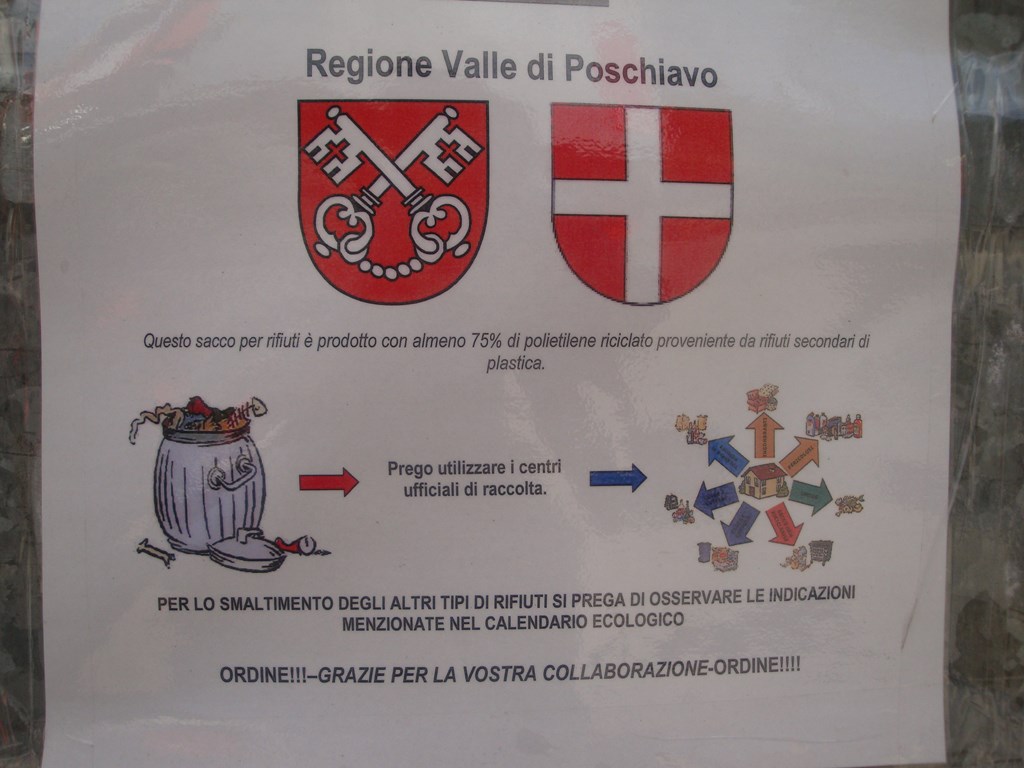 Regione Valle di Poschiavo
Questo sacco per rifiuti è prodotto con almeno 75% di polietilene riciclato proveniente da rifiuti secondari di
plastica.
Prego utilizzare i centri
ufficiali di raccolta.
PER LO SMALTIMENTO DEGLI ALTRI TIPI DI RIFIUTI SI PREGA DI OSSERVARE LE INDICAZIONI
MENZIONATE NEL CALENDARIO ECOLOGICO
ORDINE!!!–GRAZIE PER LA VOSTRA COLLABORAZIONE-ORDINE!!!!